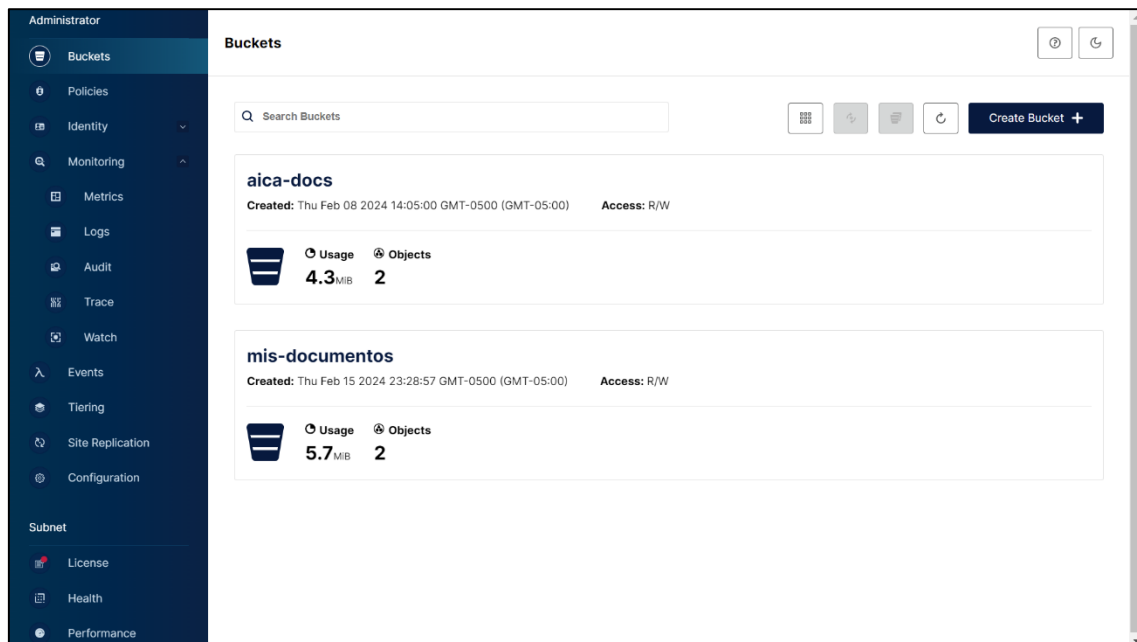 Administrator
Buckets
Policies
Identity
Monitoring
Metrics
Logs
Audit
Trace
Watch
Events
Tiering
Site Replication
Configuration
Subnet
License
Health
Performance
Buckets
Search Buckets
Create Bucket +
aica-docs
Created: Thu Feb 08 2024 14:05:00 GMT-0500 (GMT-05:00) Access: R/W
Usage Objects
4.3MiB 2
mis-documentos
Created: Thu Feb 15 2024 23:28:57 GMT-0500 (GMT-05:00) Access: R/W
Usage Objects
5.7MiB 2